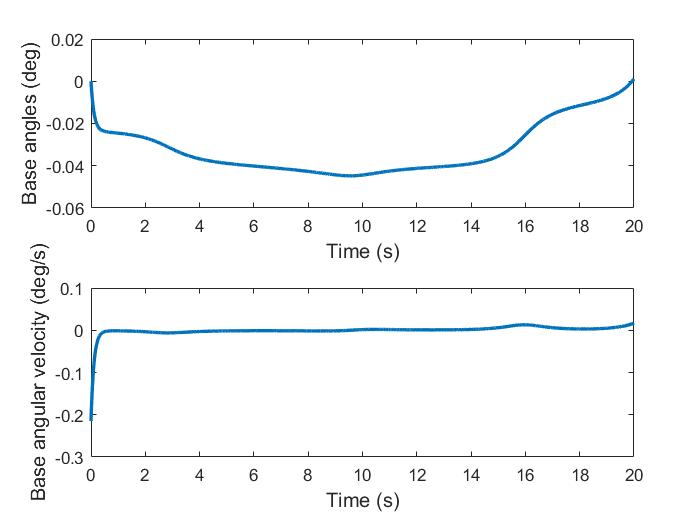 0.02
0
-0.02
-0.04
-0.06
Base angles (deg)
0 2 4 6 8 10 12 14 16 18 20
Time (s)
0.1
0
-0.1
-0.2
-0.3
Base angular velocity (deg/s)
0 2 4 6 8 10 12 14 16 18 20
Time (s)